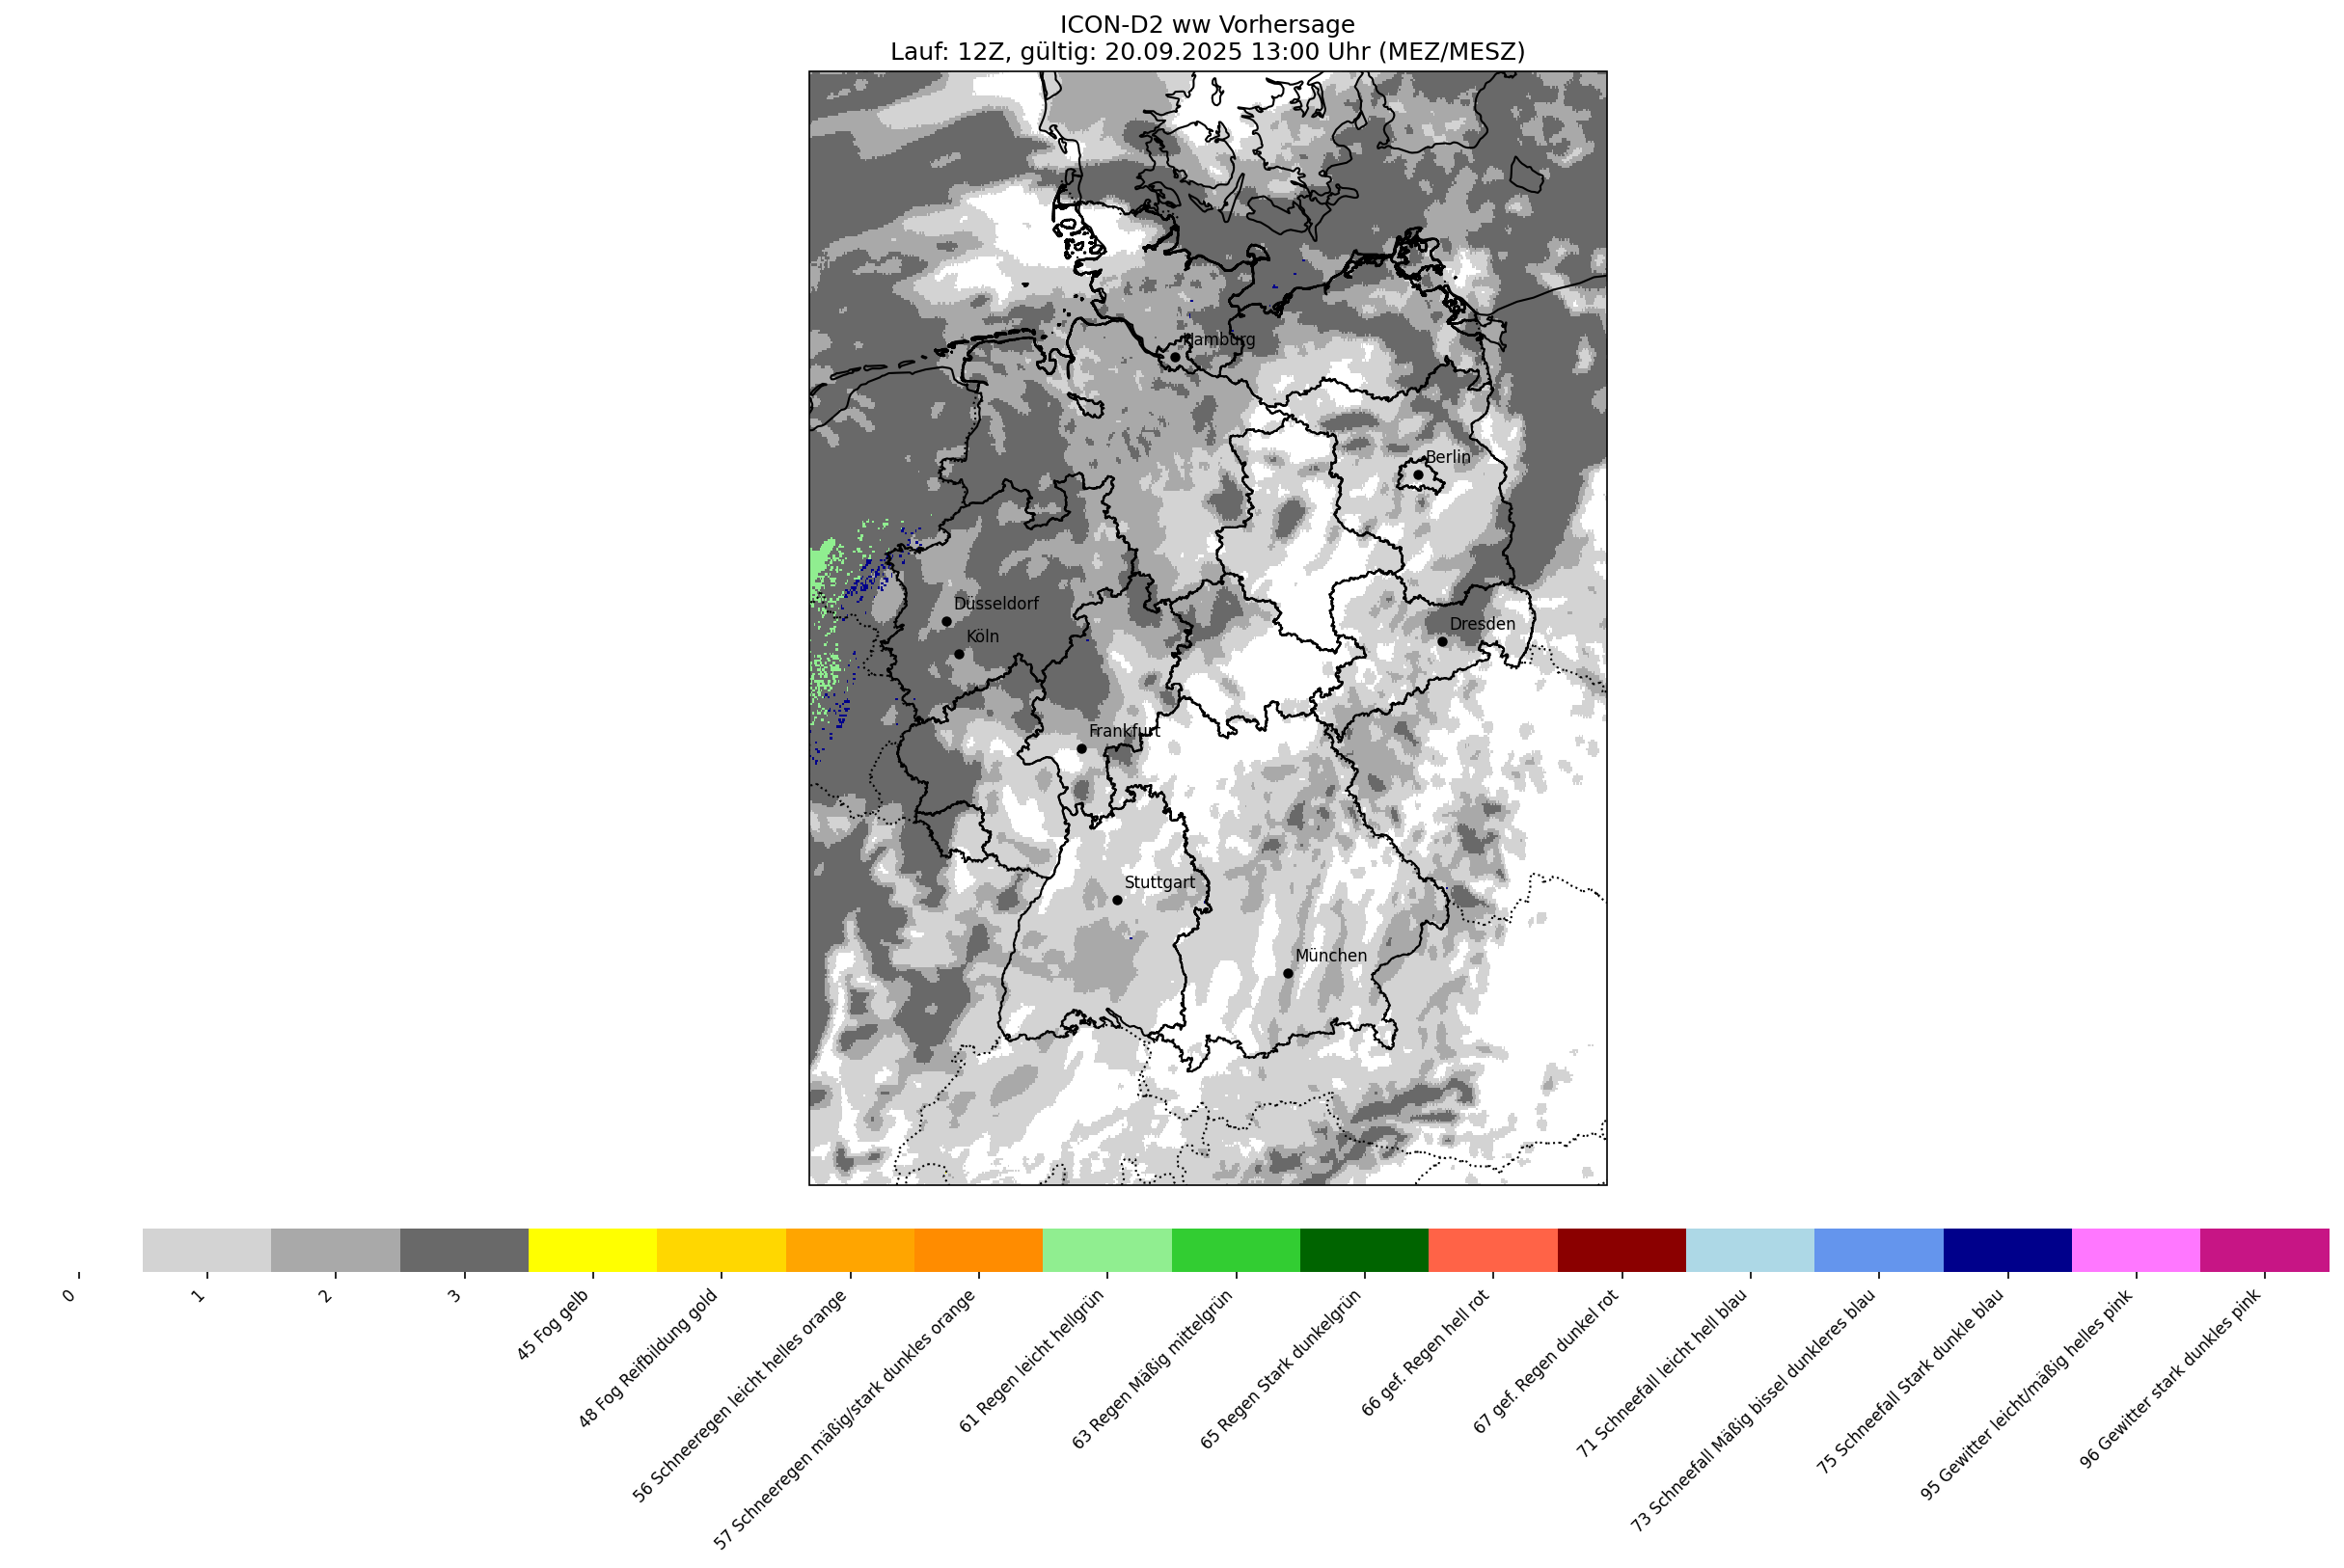 ICON-D2 ww Vorhersage
Lauf: 12Z, gültig: 20.09.2025 13:00 Uhr (MEZ/MESZ)
Hamburg
Berlin
Düsseldorf
Köln
Dresden
Frankfurt
Stuttgart
München
0
1
2
3
45 Fog gelb
48 Fog Reifbildung gold
56 Schneeregen leicht helles orange
57 Schneeregen mäßig/stark dunkles orange
61 Regen leicht hellgrün
63 Regen Mäßig mittelgrün
65 Regen Stark dunkelgrün
66 gef. Regen hell rot
67 gef. Regen dunkel rot
71 Schneefall leicht hell blau
73 Schneefall Mäßig bissel dunkleres blau
75 Schneefall Stark dunkle blau
95 Gewitter leicht/mäßig helles pink
96 Gewitter stark dunkles pink